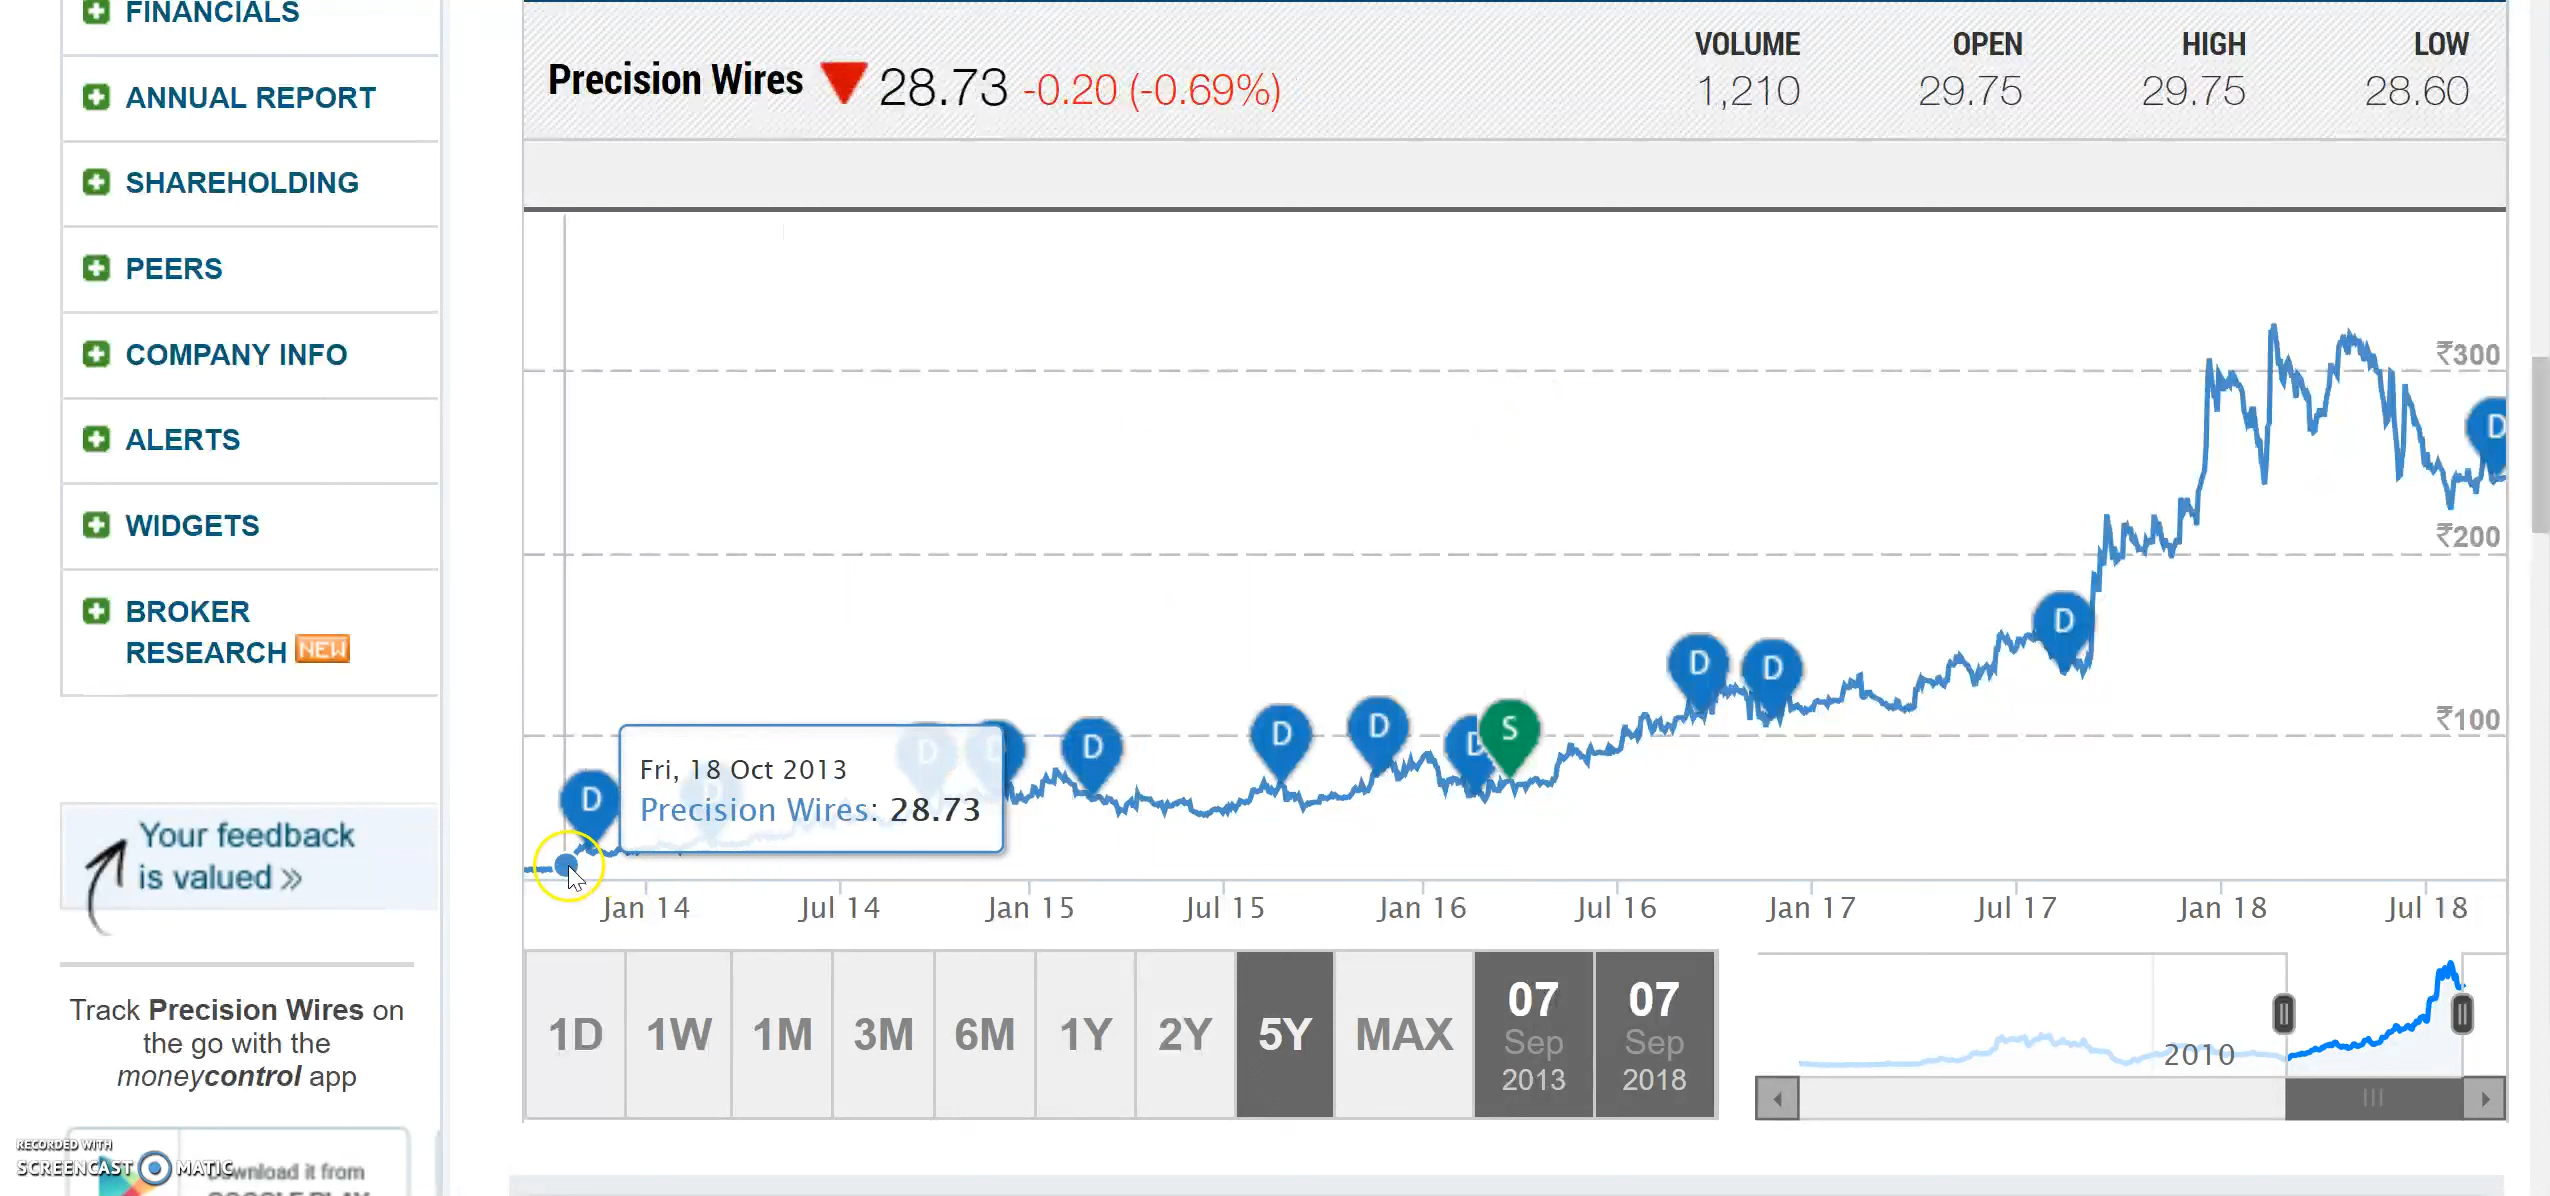 FINANCIALS
ANNUAL REPORT
SHAREHOLDING
PEERS
COMPANY INFO
ALERTS
WIDGETS
BROKER
RESEARCH NEW
Your feedback
is valued »
Track Precision Wires on
the go with the
moneycontrol app
RECORDED WITH
SCREENCAST MATIC
Download it from
GOOGLE PLAY
Precision Wires 28.73 -0.20 (-0.69%)
VOLUME OPEN HIGH LOW
1,210 29.75 29.75 28.60
₹300
₹200
₹100
D D D D D D D D S D D D D
Fri, 18 Oct 2013
Precision Wires: 28.73
Jan 14 Jul 14 Jan 15 Jul 15 Jan 16 Jul 16 Jan 17 Jul 17 Jan 18 Jul 18
1D 1W 1M 3M 6M 1Y 2Y 5Y MAX
07 Sep 2013
07 Sep 2018
2010